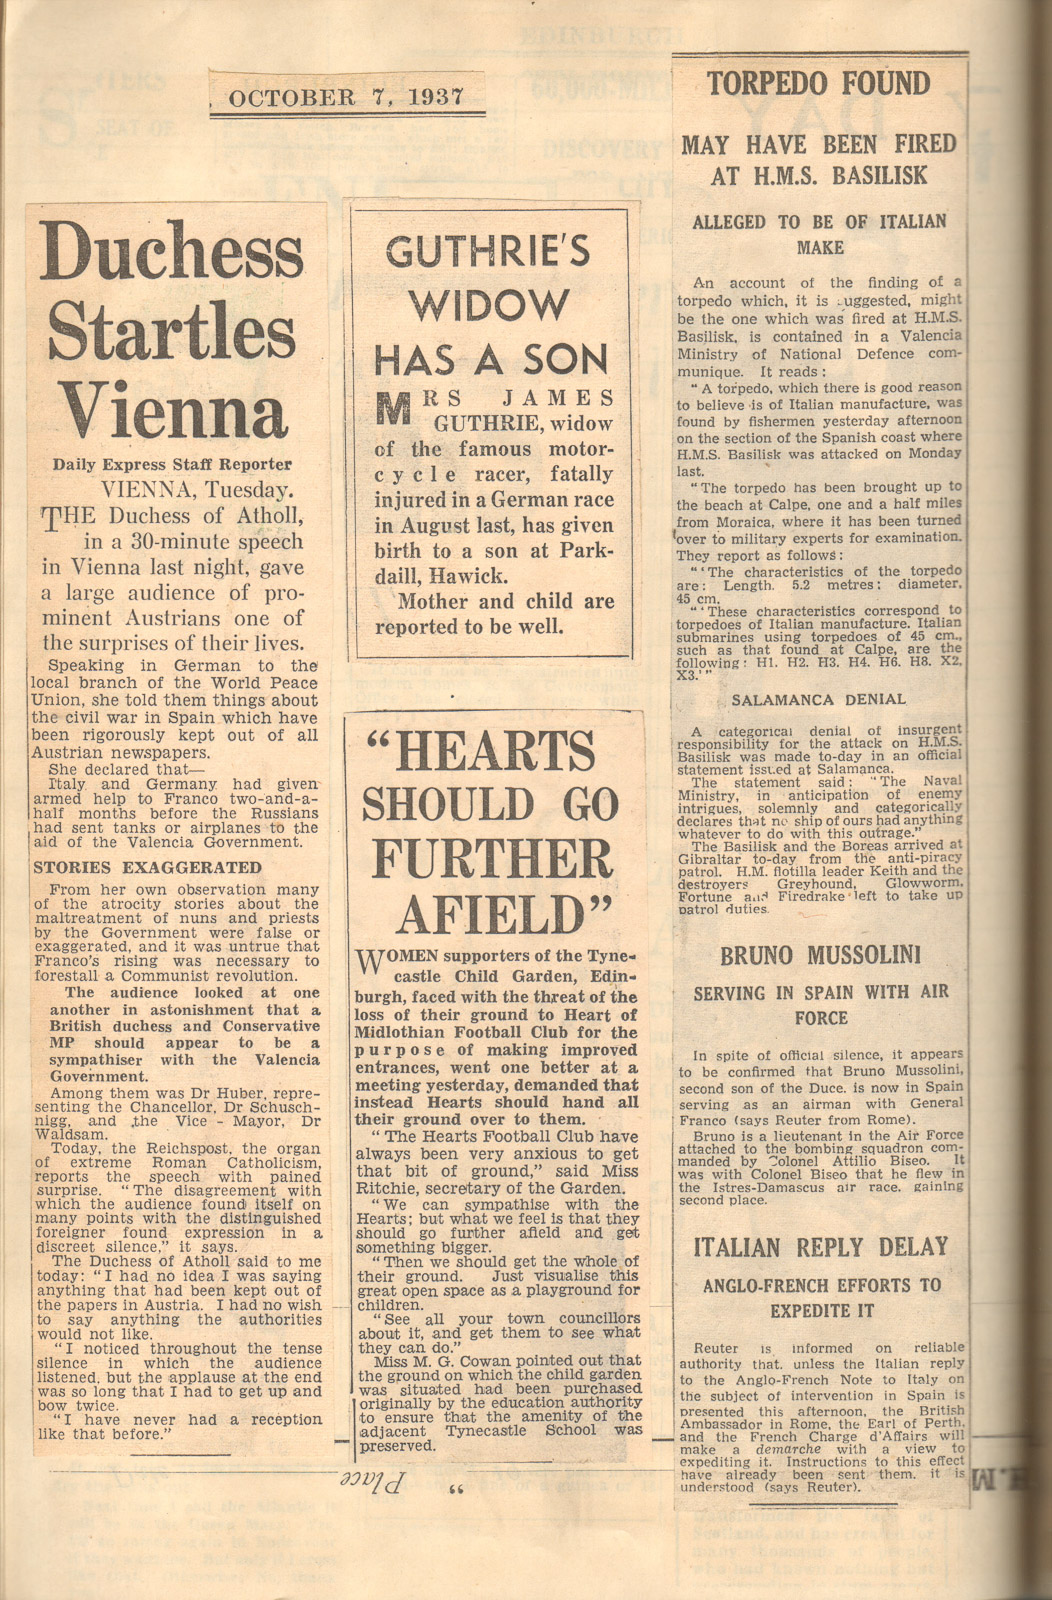 OCTOBER 7, 1937
Duchess
Startles
Vienna
Daily Express Staff Reporter
VIENNA, Tuesday.
THE Duchess of Atholl,
in a 30-minute speech
in Vienna last night, gave
a large audience of pro-
minent Austrians one of
the surprises of their lives.
Speaking in German to the
local branch of the World Peace
Union, she told them things about
the civil war in Spain which have
been rigorously kept out of all
Austrian newspapers.
She declared that—
Italy and Germany had given
armed help to Franco two-and-a-
half months before the Russians
had sent tanks or airplanes to the
aid of the Valencia Government.
STORIES EXAGGERATED
From her own observation many
of the atrocity stories about the
maltreatment of nuns and priests
by the Government were false or
exaggerated, and it was untrue that
Franco's rising was necessary to
forestall a Communist revolution.
The audience looked at one
another in astonishment that a
British duchess and Conservative
MP should appear to be a
sympathiser with the Valencia
Government.
Among them was Dr Huber, repre-
senting the Chancellor, Dr Schusch-
nigg, and the Vice - Mayor, Dr
Waldsam.
Today, the Reichspost, the organ
of extreme Roman Catholicism,
reports the speech with pained
surprise. "The disagreement with
which the audience found itself on
many points with the distinguished
foreigner found expression in a
discreet silence," it says.
The Duchess of Atholl said to me
today: "I had no idea I was saying
anything that had been kept out of
the papers in Austria. I had no wish
to say anything the authorities
would not like.
"I noticed throughout the tense
silence in which the audience
listened, but the applause at the end
was so long that I had to get up and
bow twice.
"I have never had a reception
like that before."
GUTHRIE'S
WIDOW
HAS A SON
MRS JAMES
GUTHRIE, widow
of the famous motor-
cycle racer, fatally
injured in a German race
in August last, has given
birth to a son at Park-
daill, Hawick.
Mother and child are
reported to be well.
"HEARTS
SHOULD GO
FURTHER
AFIELD"
WOMEN supporters of the Tyne-
castle Child Garden, Edin-
burgh, faced with the threat of the
loss of their ground to Heart of
Midlothian Football Club for the
purpose of making improved
entrances, went one better at a
meeting yesterday, demanded that
instead Hearts should hand all
their ground over to them.
"The Hearts Football Club have
always been very anxious to get
that bit of ground," said Miss
Ritchie, secretary of the Garden.
"We can sympathise with the
Hearts; but what we feel is that they
should go further afield and get
something bigger.
"Then we should get the whole of
their ground. Just visualise this
great open space as a playground for
children.
"See all your town councillors
about it, and get them to see what
they can do."
Miss M. G. Cowan pointed out that
the ground on which the child garden
was situated had been purchased
originally by the education authority
to ensure that the amenity of the
adjacent Tynecastle School was
preserved.
Place "
TORPEDO FOUND
MAY HAVE BEEN FIRED
AT H.M.S. BASILISK
ALLEGED TO BE OF ITALIAN
MAKE
An account of the finding of a
torpedo which, it is suggested, might
be the one which was fired at H.M.S.
Basilisk, is contained in a Valencia
Ministry of National Defence com-
munique. It reads:
"A torpedo, which there is good reason
to believe is of Italian manufacture, was
found by fishermen yesterday afternoon
on the section of the Spanish coast where
H.M.S. Basilisk was attacked on Monday
last.
"The torpedo has been brought up to
the beach at Calpe, one and a half miles
from Moraica, where it has been turned
over to military experts for examination.
They report as follows:
"'The characteristics of the torpedo
are: Length, 5.2 metres; diameter,
45 cm.
"'These characteristics correspond to
torpedoes of Italian manufacture. Italian
submarines using torpedoes of 45 cm.,
such as that found at Calpe, are the
following: H1, H2, H3, H4, H6, H8, X2,
X3.'"
SALAMANCA DENIAL
A categorical denial of insurgent
responsibility for the attack on H.M.S.
Basilisk was made to-day in an official
statement issued at Salamanca.
The statement said: "The Naval
Ministry, in anticipation of enemy
intrigues, solemnly and categorically
declares that no ship of ours had anything
whatever to do with this outrage."
The Basilisk and the Boreas arrived at
Gibraltar to-day from the anti-piracy
patrol. H.M. flotilla leader Keith and the
destroyers Greyhound, Glowworm,
Fortune and Firedrake left to take up
patrol duties.
BRUNO MUSSOLINI
SERVING IN SPAIN WITH AIR
FORCE
In spite of official silence, it appears
to be confirmed that Bruno Mussolini,
second son of the Duce, is now in Spain
serving as an airman with General
Franco (says Reuter from Rome).
Bruno is a lieutenant in the Air Force
attached to the bombing squadron com-
manded by Colonel Attilio Biseo. It
was with Colonel Biseo that he flew in
the Istres-Damascus air race, gaining
second place.
ITALIAN REPLY DELAY
ANGLO-FRENCH EFFORTS TO
EXPEDITE IT
Reuter is informed on reliable
authority that, unless the Italian reply
to the Anglo-French Note to Italy on
the subject of intervention in Spain is
presented this afternoon, the British
Ambassador in Rome, the Earl of Perth,
and the French Charge d'Affairs will
make a demarche with a view to
expediting it. Instructions to this effect
have already been sent them, it is
understood (says Reuter).
H.M